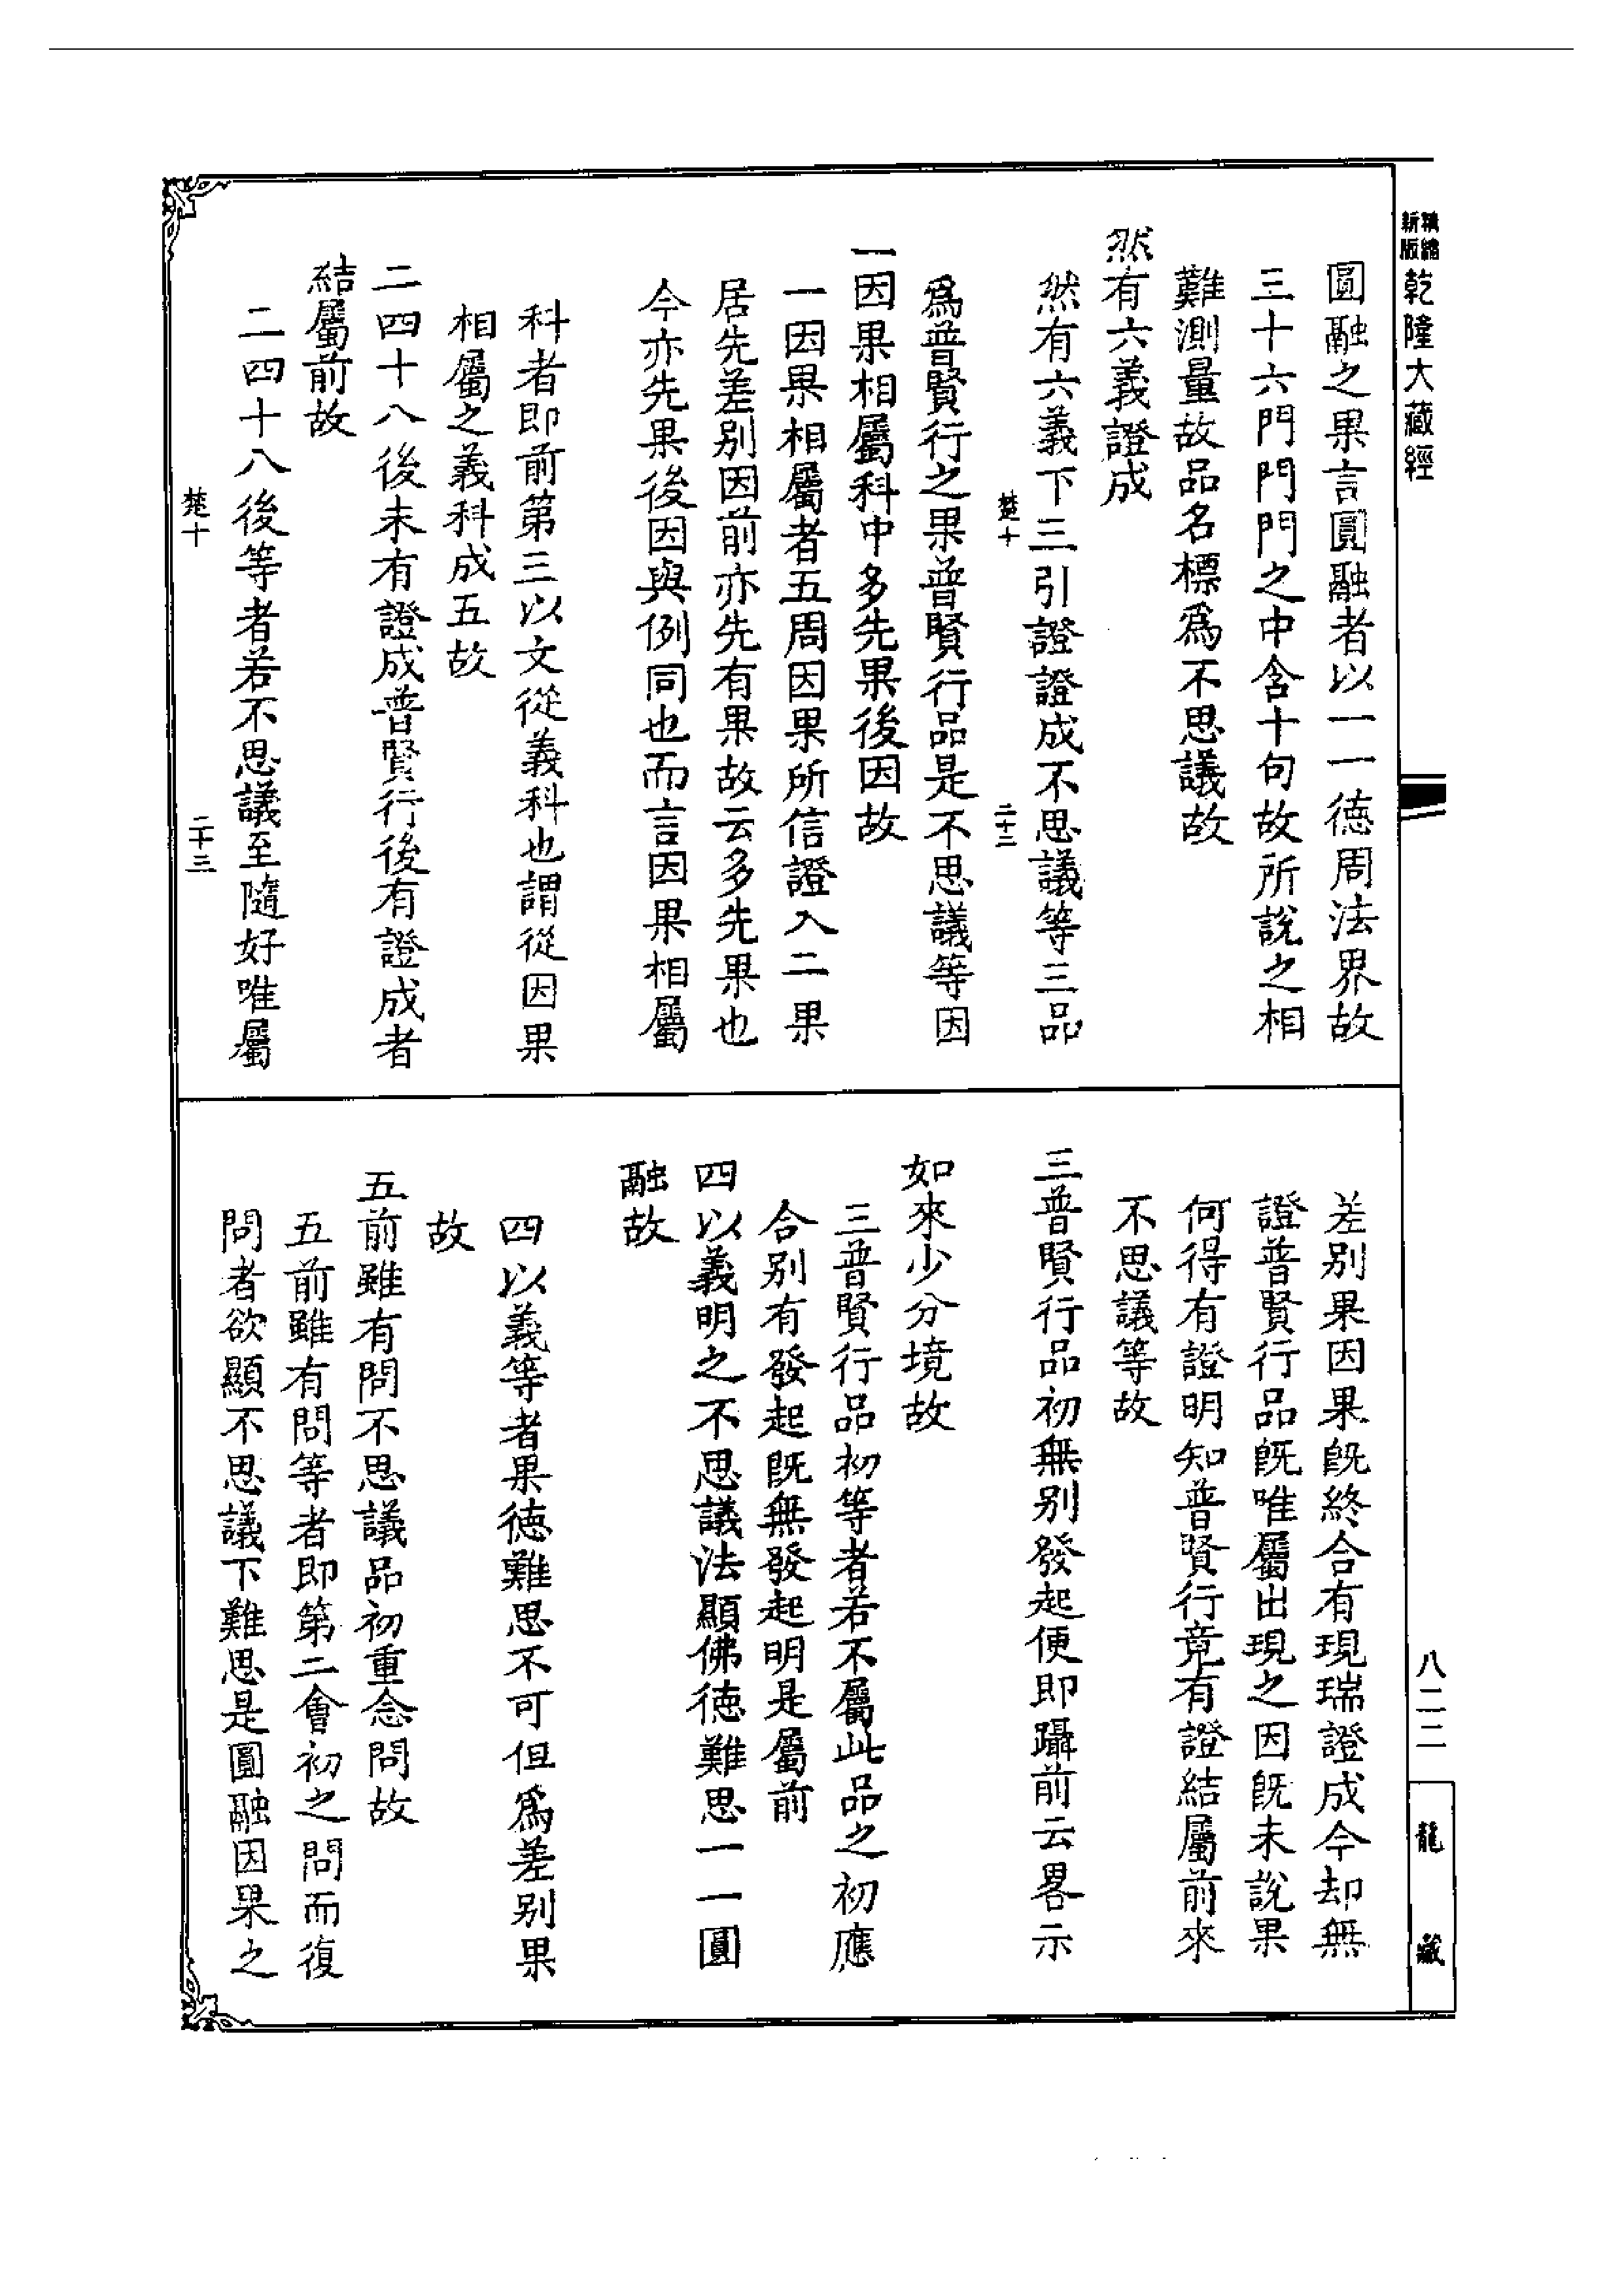 精縮
新版
乾隆大藏經
圓融之果言圓融者以一一德周法界故
三十六門門門之中含十句故所說之相
難測量故品名標爲不思議故
然有六義證成
然有六義下三引證證成不思議等三品
楚十
二十三
爲普賢行之果普賢行品是不思議等因
一因果相屬科中多先果後因故
一因果相屬者五周因果所信證入二果
居先差别因前亦先有果故云多先果也
今亦先果後因與例同也而言因果相屬
科者即前第三以文從義科也謂從因果
相屬之義科成五故
二四十八後末有證成普賢行後有證成者
結屬前故
二四十八後等者若不思議至隨好唯屬
楚十
二十三
差别果因果旣終合有現瑞證成今却無
證普賢行品旣唯屬出現之因旣未說果
何得有證明知普賢行竟有證結屬前來
不思議等故
三普賢行品初無别發起便即躡前云畧示
如來少分境故
三普賢行品初等者若不屬此品之初應
合别有發起旣無發起明是屬前
四以義明之不思議法顯佛德難思一一圓
融故
四以義等者果德難思不可但爲差别果
故
五前雖有問不思議品初重念問故
五前雖有問等者即第二會初之問而復
問者欲顯不思議下難思是圓融因果之
八二二
龍藏